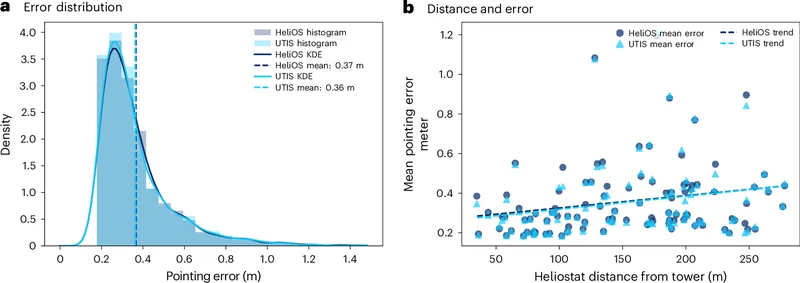 a Error distribution
HeliOS histogram
UTIS histogram
HeliOS KDE
HeliOS mean: 0.37 m
UTIS KDE
UTIS mean: 0.36 m
Density
4.0
3.5
3.0
2.5
2.0
1.5
1.0
0.5
0
0 0.2 0.4 0.6 0.8 1.0 1.2 1.4
Pointing error (m)
b Distance and error
HeliOS mean error
UTIS mean error
HeliOS trend
UTIS trend
Mean pointing error
meter
1.2
1.0
0.8
0.6
0.4
0.2
50 100 150 200 250
Heliostat distance from tower (m)